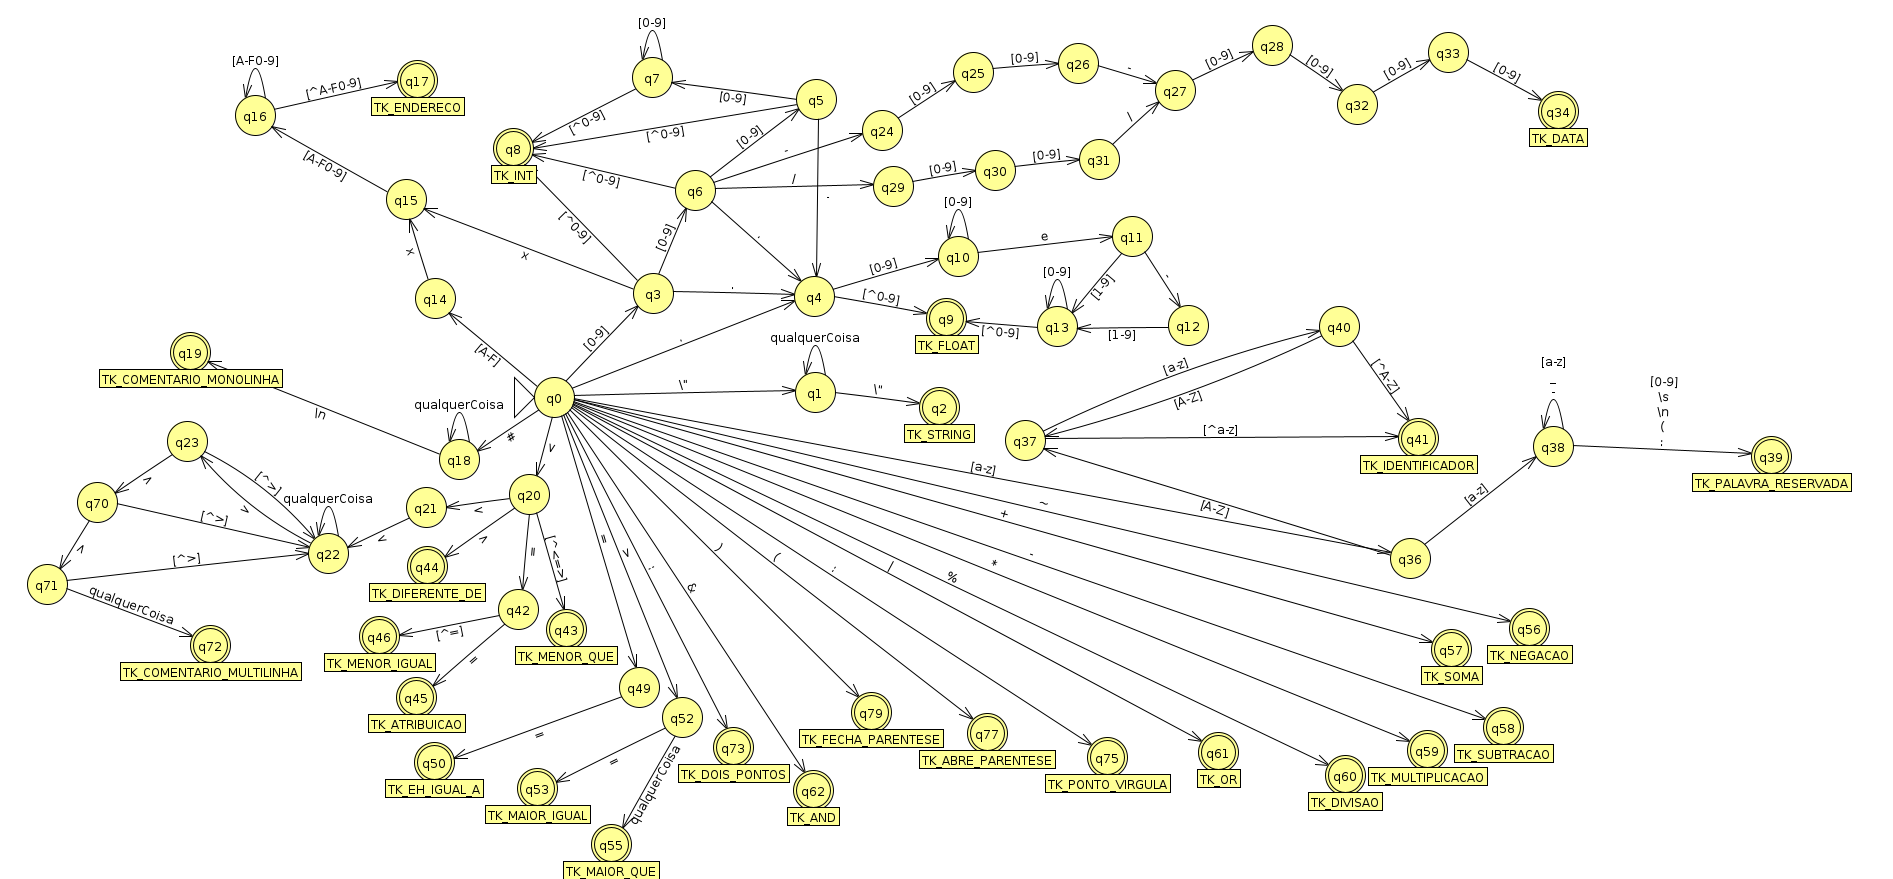 [0-9]
q28
q33
[0-9]
[0-9]
[0-9]
[0-9]
[A-F0-9]
q7
q25
[0-9]
q26
-
q27
[0-9]
q32
q34
TK_DATA
q16
[^A-F0-9]
q17
TK_ENDERECO
[0-9]
q5
[0-9]
[^0-9]
[^0-9]
[0-9]
q24
/
q8
TK_INT
[^0-9]
-
/
q6
q29
[0-9]
q30
[0-9]
q31
[A-F0-9]
q15
[^0-9]
[0-9]
.
.
[0-9]
q10
e
q11
x
x
q14
q3
.
q4
[0-9]
[^0-9]
[0-9]
[1-9]
-
q9
TK_FLOAT
[^0-9]
q13
[1-9]
q12
[A-F]
[0-9]
.
qualquerCoisa
q19
TK_COMENTARIO_MONOLINHA
\n
q40
[a-z]
[A-Z]
[^A-Z]
[a-z]
_
-
[0-9]
\s
\n
(
:
q0
\"
q1
\"
q2
TK_STRING
qualquerCoisa
#
q18
q37
[^a-z]
q41
TK_IDENTIFICADOR
q38
q39
TK_PALAVRA_RESERVADA
q23
[^>]
>
>
qualquerCoisa
<
[a-z]
[A-Z]
[a-z]
q70
[^>]
q22
q21
<
<
q20
>
=
[^<=>]
q36
>
q71
[^>]
qualquerCoisa
q72
TK_COMENTARIO_MULTILINHA
q44
TK_DIFERENTE_DE
q42
[^=]
=
q46
TK_MENOR_IGUAL
q43
TK_MENOR_QUE
q45
TK_ATRIBUICAO
=
>
:
&
)
(
;
|
%
*
-
+
~
q56
TK_NEGACAO
q57
TK_SOMA
q49
=
q50
TK_EH_IGUAL_A
q52
=
qualquerCoisa
q53
TK_MAIOR_IGUAL
q55
TK_MAIOR_QUE
q73
TK_DOIS_PONTOS
q62
TK_AND
q79
TK_FECHA_PARENTESE
q77
TK_ABRE_PARENTESE
q75
TK_PONTO_VIRGULA
q61
TK_OR
q60
TK_DIVISAO
q59
TK_MULTIPLICACAO
q58
TK_SUBTRACAO